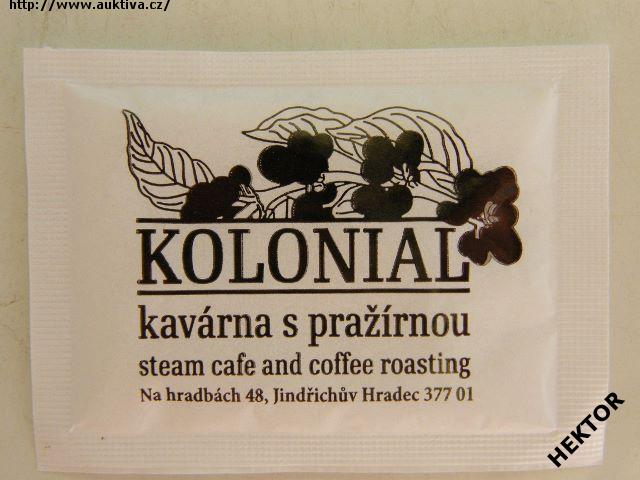 http://www.auktiva.cz/
KOLONIAL
kavárna s pražírnou
steam cafe and coffee roasting
Na hradbách 48, Jindřichův Hradec 377 01
HEKTOR